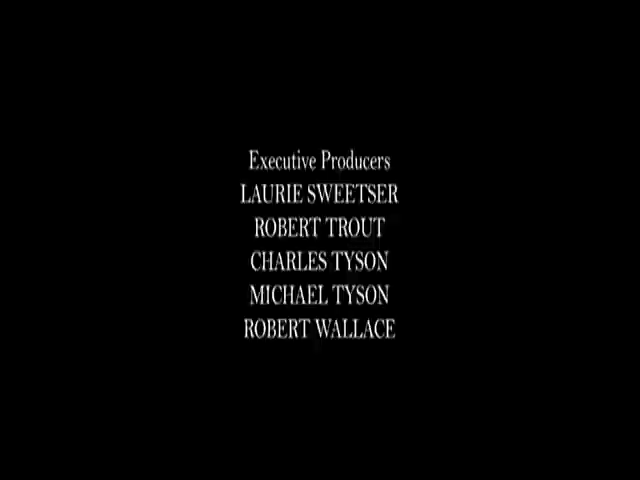 Executive Producers
LAURIE SWEETSER
ROBERT TROUT
CHARLES TYSON
MICHAEL TYSON
ROBERT WALLACE